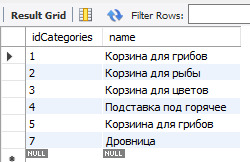 Result Grid Filter Rows:
idCategories name
1 Корзина для грибов
2 Корзина для рыбы
3 Корзина для цветов
4 Подставка под горячее
5 Корзиина для грибов
7 Дровница
NULL NULL